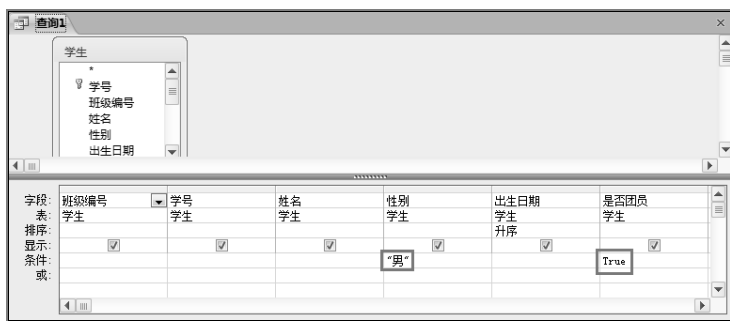 查询1
学生
*
学号
班级编号
姓名
性别
出生日期
字段: 班级编号 学号 姓名 性别 出生日期 是否团员
表: 学生 学生 学生 学生 学生 学生
排序: 升序
显示:
条件: "男" True
或: